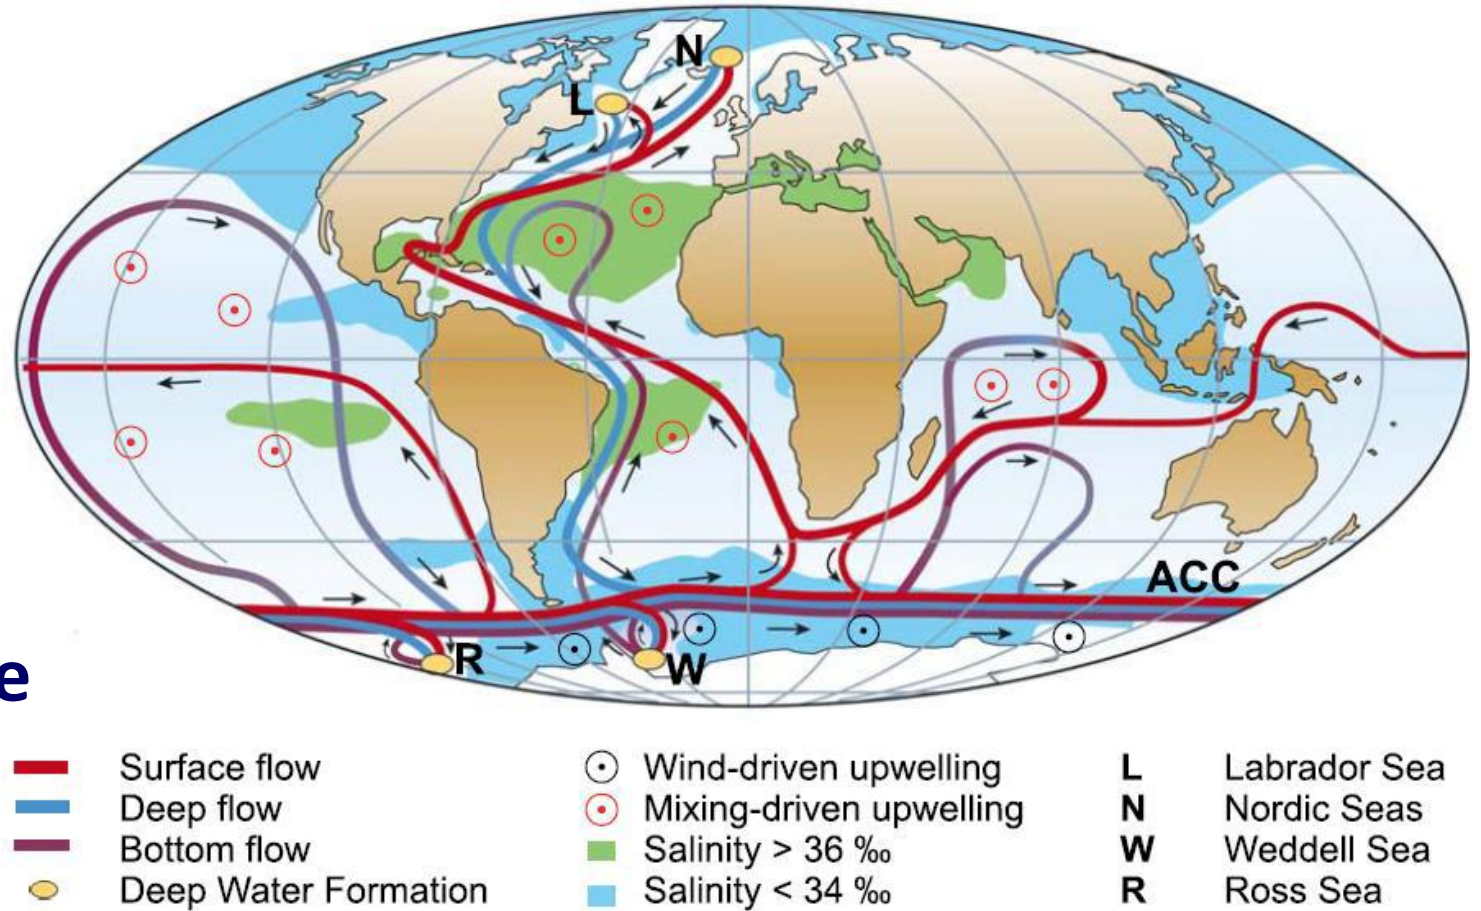 N
L
ACC
R
W
e
Surface flow
Deep flow
Bottom flow
Deep Water Formation
Wind-driven upwelling
Mixing-driven upwelling
Salinity > 36 ‰
Salinity < 34 ‰
L Labrador Sea
N Nordic Seas
W Weddell Sea
R Ross Sea